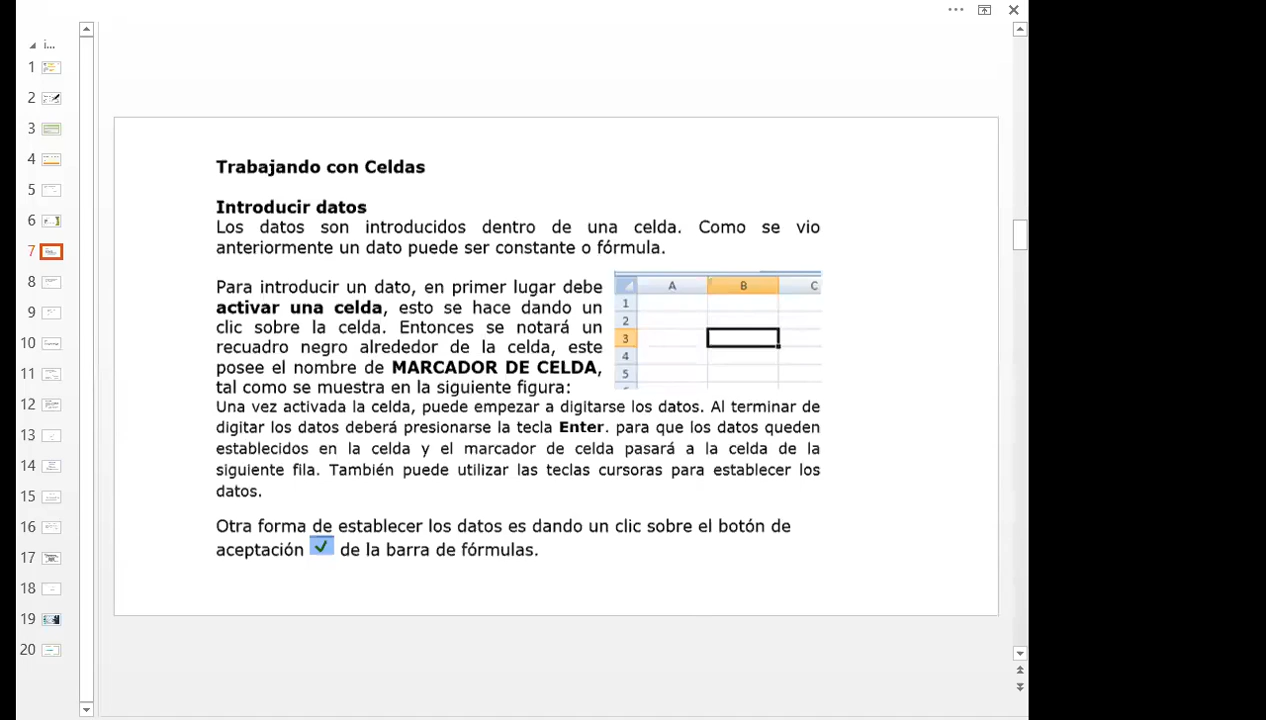 i...
1
2
3
4
5
6
7
8
9
10
11
12
13
14
15
16
17
18
19
20
Trabajando con Celdas
Introducir datos
Los datos son introducidos dentro de una celda. Como se vio
anteriormente un dato puede ser constante o fórmula.
Para introducir un dato, en primer lugar debe
activar una celda, esto se hace dando un
clic sobre la celda. Entonces se notará un
recuadro negro alrededor de la celda, este
posee el nombre de MARCADOR DE CELDA,
tal como se muestra en la siguiente figura:
A B C
1
2
3
4
5
Una vez activada la celda, puede empezar a digitarse los datos. Al terminar de
digitar los datos deberá presionarse la tecla Enter. para que los datos queden
establecidos en la celda y el marcador de celda pasará a la celda de la
siguiente fila. También puede utilizar las teclas cursoras para establecer los
datos.
Otra forma de establecer los datos es dando un clic sobre el botón de
aceptación de la barra de fórmulas.